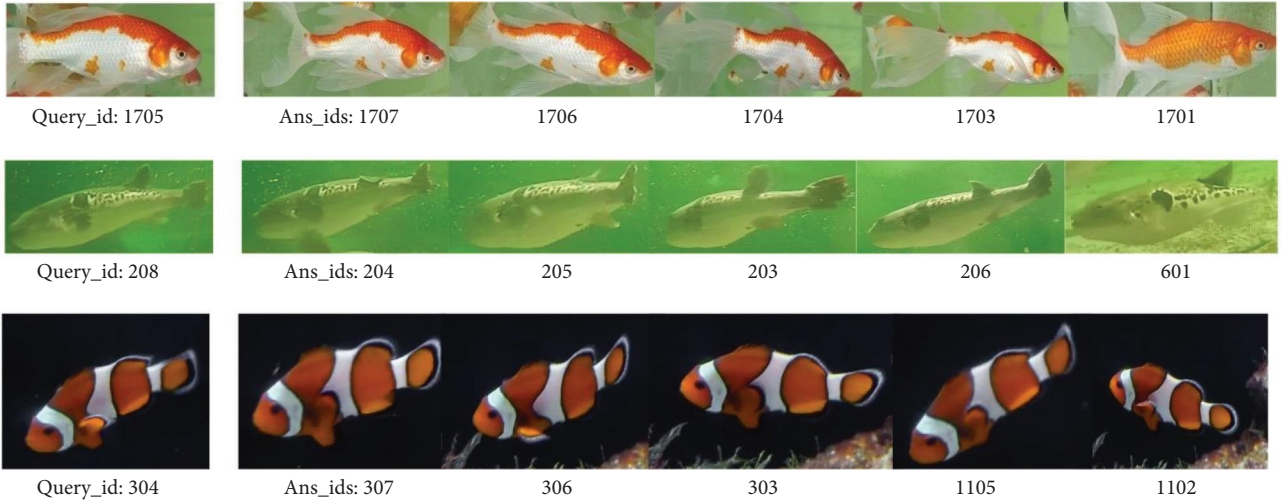 Query_id: 1705 Ans_ids: 1707 1706 1704 1703 1701
Query_id: 208 Ans_ids: 204 205 203 206 601
Query_id: 304 Ans_ids: 307 306 303 1105 1102